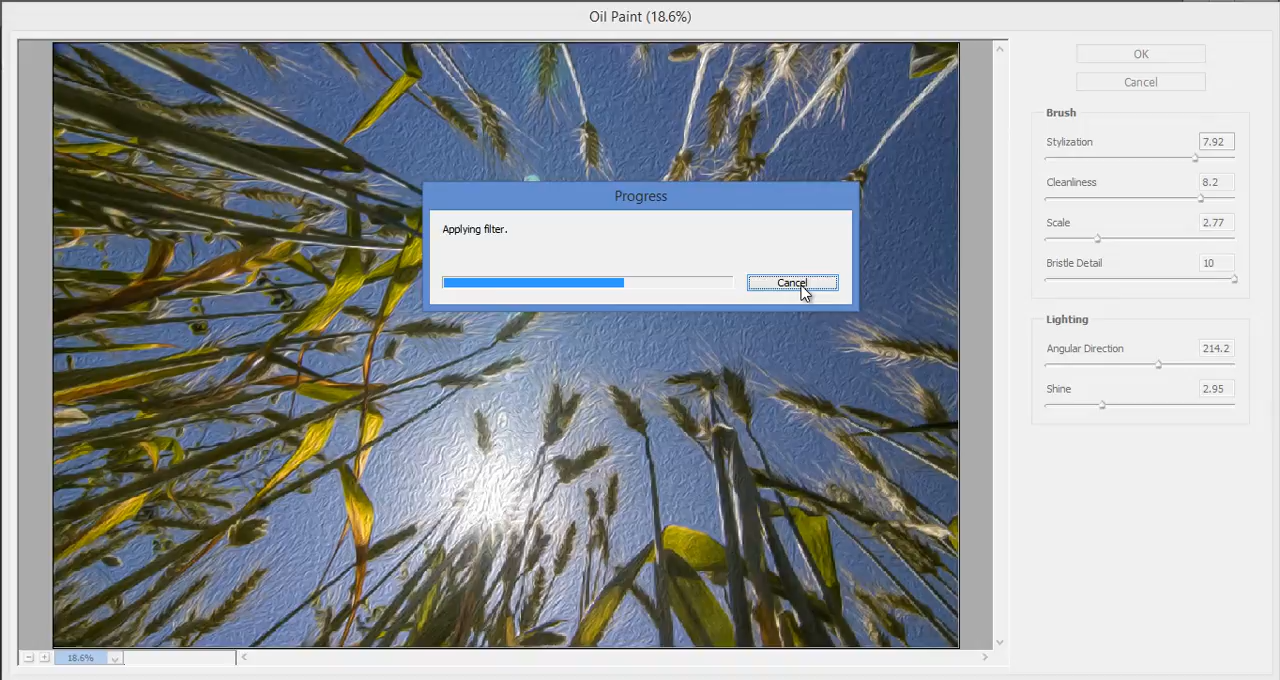 Oil Paint (18.6%)
OK
Cancel
Brush
Stylization 7.92
Cleanliness 8.2
Scale 2.77
Bristle Detail 10
Lighting
Angular Direction 214.2
Shine 2.95
Progress
Applying filter.
Cancel
18.6%